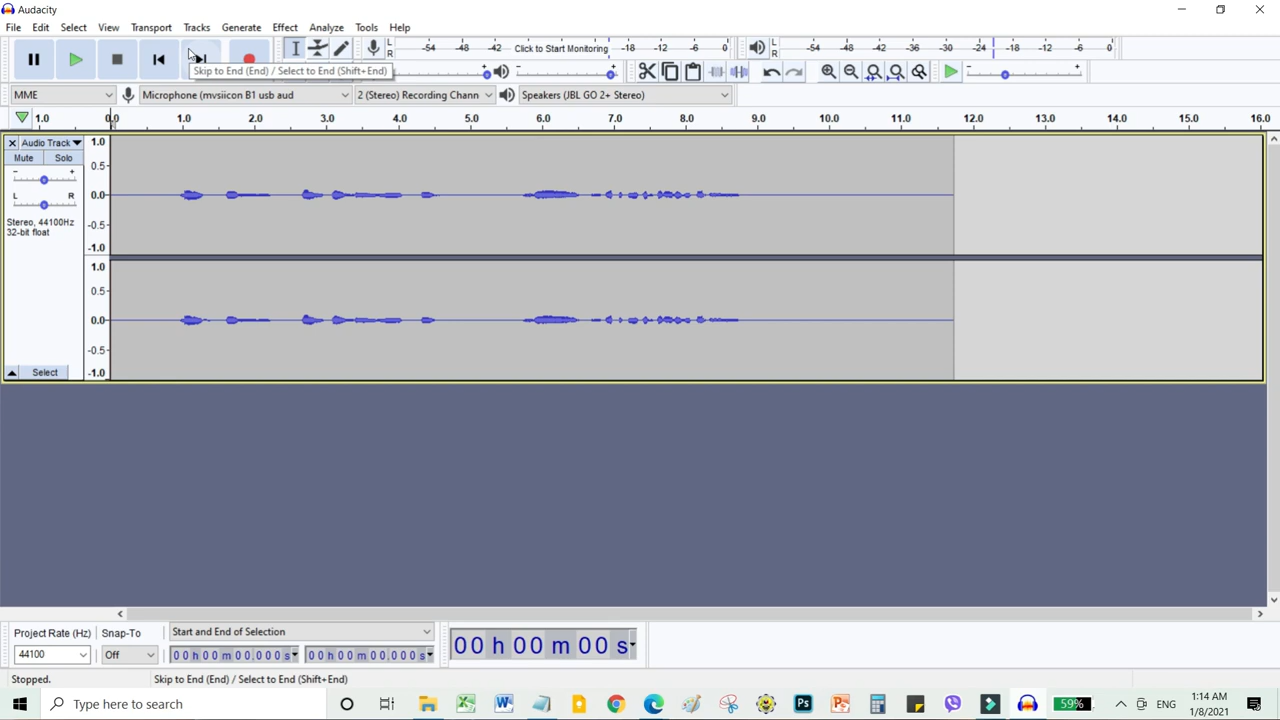 Audacity
File Edit Select View Transport Tracks Generate Effect Analyze Tools Help
L R -54 -48 -42 Click to Start Monitoring -18 -12 -6 0 L R -54 -48 -42 -36 -30 -24 -18 -12 -6 0
Skip to End (End) / Select to End (Shift+End)
MME Microphone (mvsiicon B1 usb aud 2 (Stereo) Recording Chann Speakers (JBL GO 2+ Stereo)
1.0 0.0 1.0 2.0 3.0 4.0 5.0 6.0 7.0 8.0 9.0 10.0 11.0 12.0 13.0 14.0 15.0 16.0
Audio Track 1.0
Mute Solo 0.5
- + 0.0
L R
Stereo, 44100Hz -0.5
32-bit float
-1.0
1.0
0.5
0.0
-0.5
Select -1.0
Project Rate (Hz) Snap-To Start and End of Selection
44100 Off 00 h 00 m 00.000 s 00 h 00 m 00.000 s 00 h 00 m 00 s
Stopped. Skip to End (End) / Select to End (Shift+End)
Type here to search 59% ENG 1:14 AM
1/8/2021